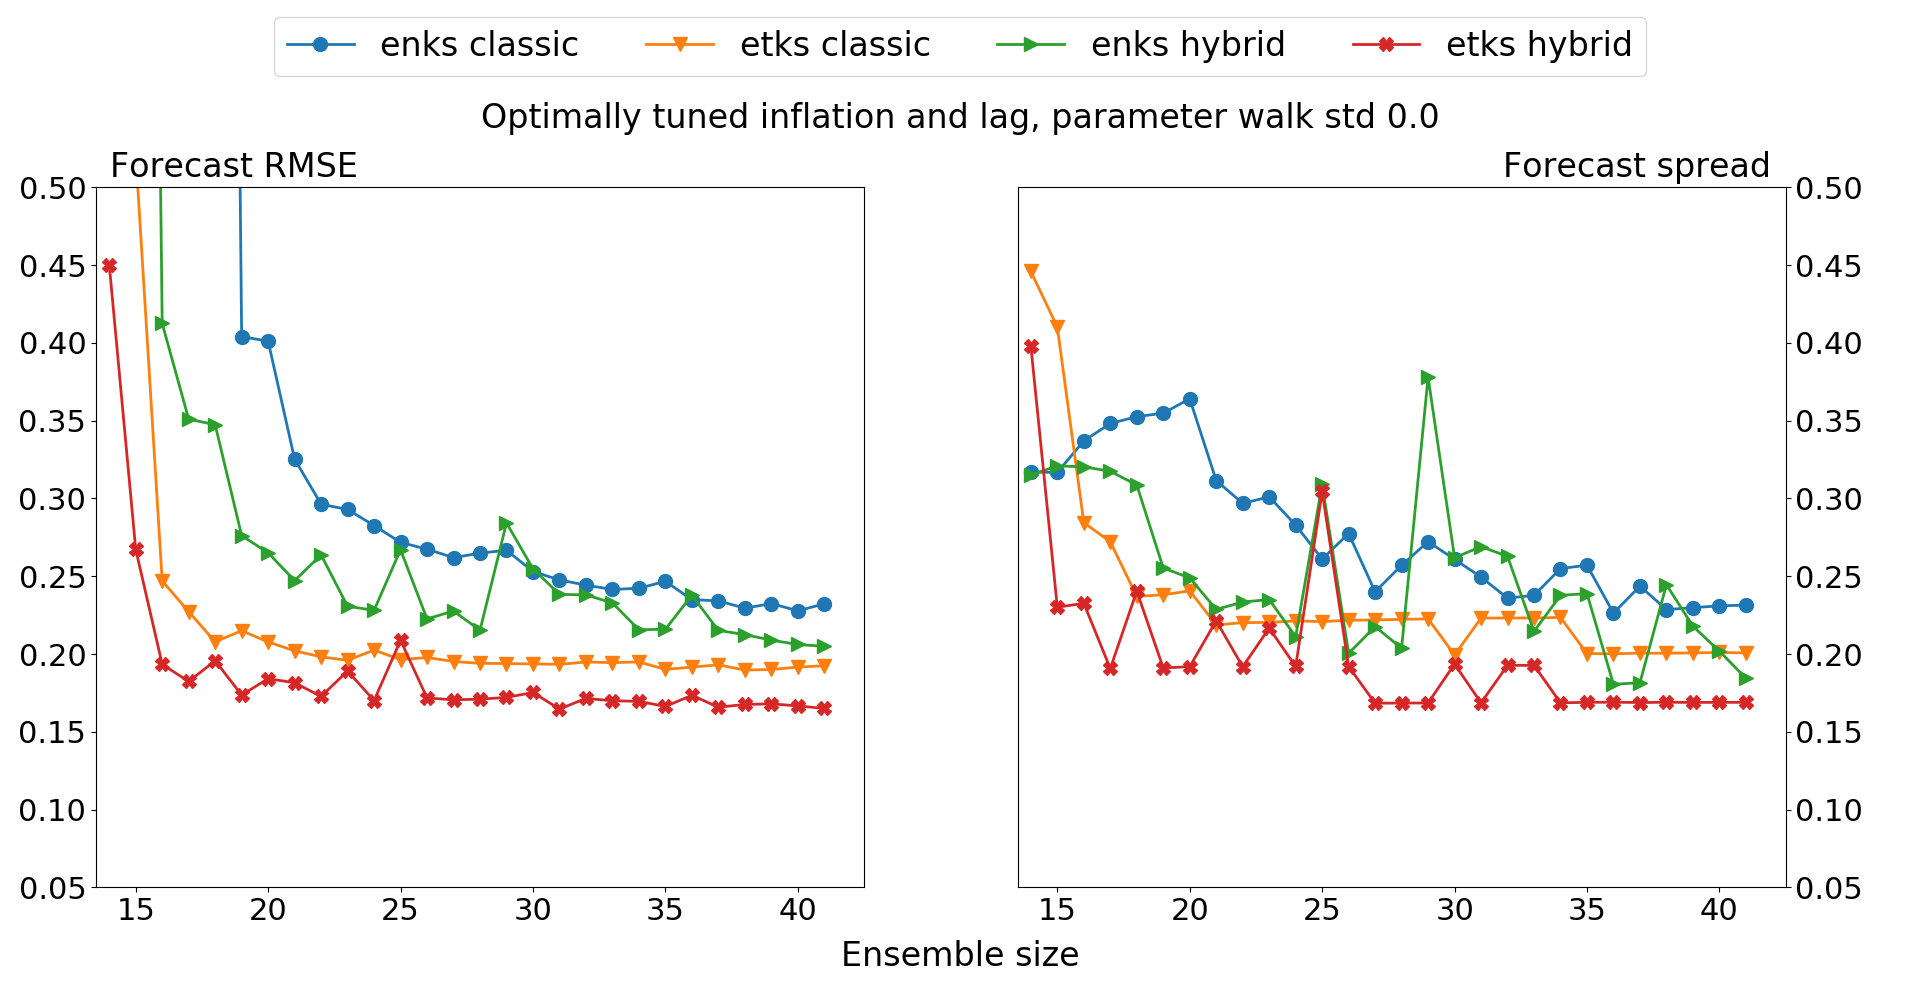 enks classic etks classic enks hybrid etks hybrid
Optimally tuned inflation and lag, parameter walk std 0.0
Forecast RMSE Forecast spread
0.50 0.50
0.45 0.45
0.40 0.40
0.35 0.35
0.30 0.30
0.25 0.25
0.20 0.20
0.15 0.15
0.10 0.10
0.05 0.05
15 20 25 30 35 40 15 20 25 30 35 40
Ensemble size